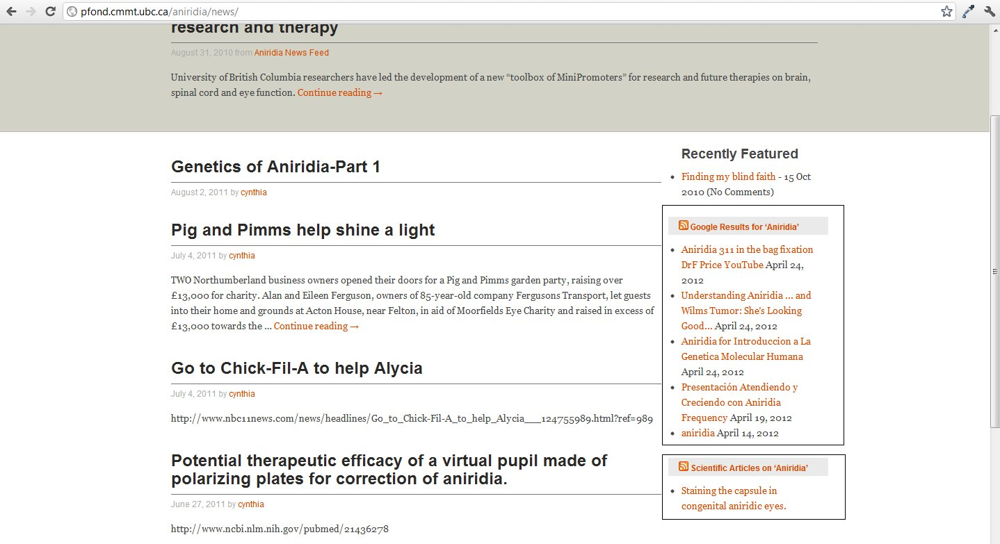 pfond.cmmt.ubc.ca/aniridia/news/
research and therapy
August 31, 2010 from Aniridia News Feed
University of British Columbia researchers have led the development of a new “toolbox of MiniPromoters” for research and future therapies on brain,
spinal cord and eye function. Continue reading →
Genetics of Aniridia-Part 1
August 2, 2011 by cynthia
Pig and Pimms help shine a light
July 4, 2011 by cynthia
TWO Northumberland business owners opened their doors for a Pig and Pimms garden party, raising over
£13,000 for charity. Alan and Eileen Ferguson, owners of 85-year-old company Fergusons Transport, let guests
into their home and grounds at Acton House, near Felton, in aid of Moorfields Eye Charity and raised in excess of
£13,000 towards the ... Continue reading →
Go to Chick-Fil-A to help Alycia
July 4, 2011 by cynthia
http://www.nbc11news.com/news/headlines/Go_to_Chick-Fil-A_to_help_Alycia___124755989.html?ref=989
Potential therapeutic efficacy of a virtual pupil made of
polarizing plates for correction of aniridia.
June 27, 2011 by cynthia
http://www.ncbi.nlm.nih.gov/pubmed/21436278
Recently Featured
Finding my blind faith - 15 Oct
2010 (No Comments)
Google Results for ‘Aniridia’
Aniridia 311 in the bag fixation
DrF Price YouTube April 24,
2012
Understanding Aniridia ... and
Wilms Tumor: She's Looking
Good... April 24, 2012
Aniridia for Introduccion a La
Genetica Molecular Humana
April 24, 2012
Presentación Atendiendo y
Creciendo con Aniridia
Frequency April 19, 2012
aniridia April 14, 2012
Scientific Articles on ‘Aniridia’
Staining the capsule in
congenital aniridic eyes.